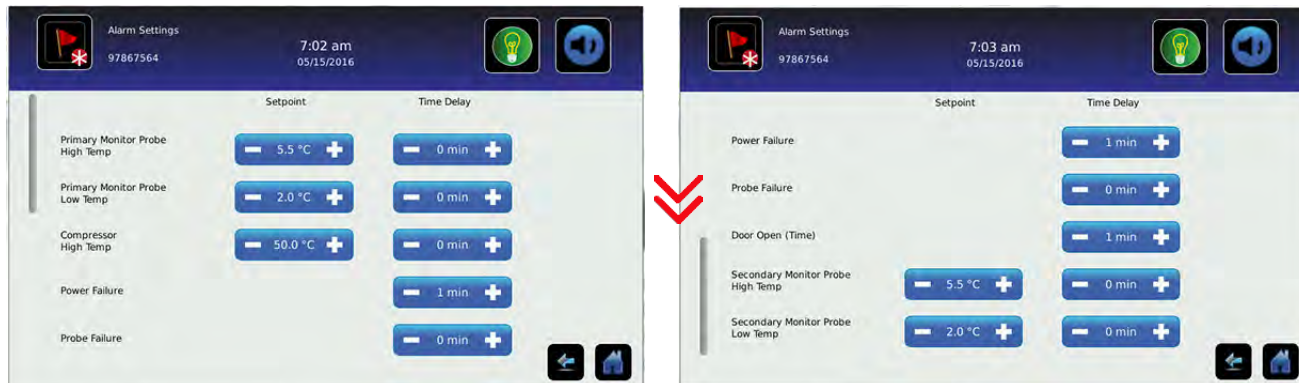 Alarm Settings
97867564
7:02 am
05/15/2016
Setpoint Time Delay
Primary Monitor Probe
High Temp
5.5 °C 0 min
Primary Monitor Probe
Low Temp
2.0 °C 0 min
Compressor
High Temp
50.0 °C 0 min
Power Failure 1 min
Probe Failure 0 min
Alarm Settings
97867564
7:03 am
05/15/2016
Setpoint Time Delay
Power Failure 1 min
Probe Failure 0 min
Door Open (Time) 1 min
Secondary Monitor Probe
High Temp
5.5 °C 0 min
Secondary Monitor Probe
Low Temp
2.0 °C 0 min